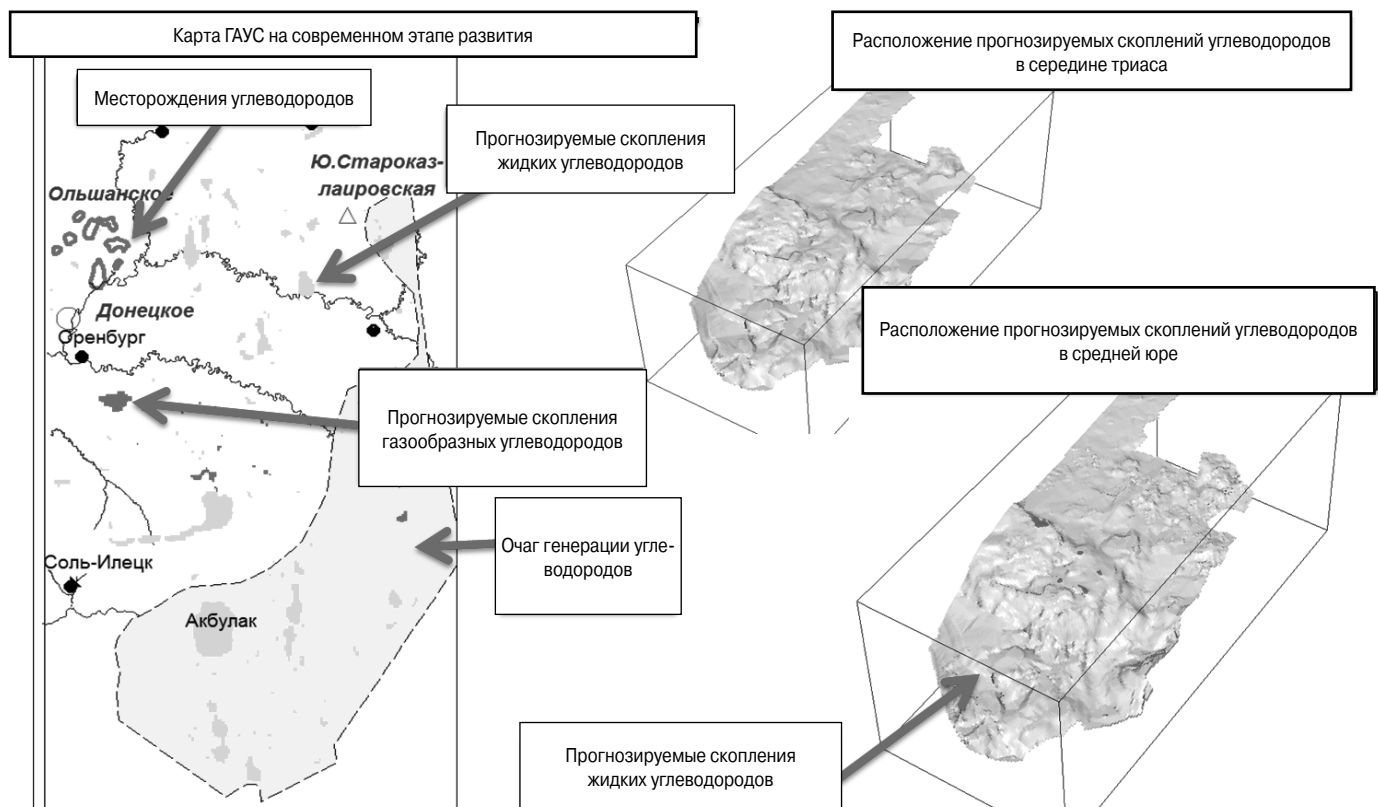 Карта ГАУС на современном этапе развития
Месторождения углеводородов
Прогнозируемые скопления
жидких углеводородов
Ю.Староказ-
лаировская
Ольшанское
Донецкое
Оренбург
Прогнозируемые скопления
газообразных углеводородов
Очаг генерации угле-
водородов
Соль-Илецк
Акбулак
Расположение прогнозируемых скоплений углеводородов
в середине триаса
Расположение прогнозируемых скоплений углеводородов
в средней юре
Прогнозируемые скопления
жидких углеводородов